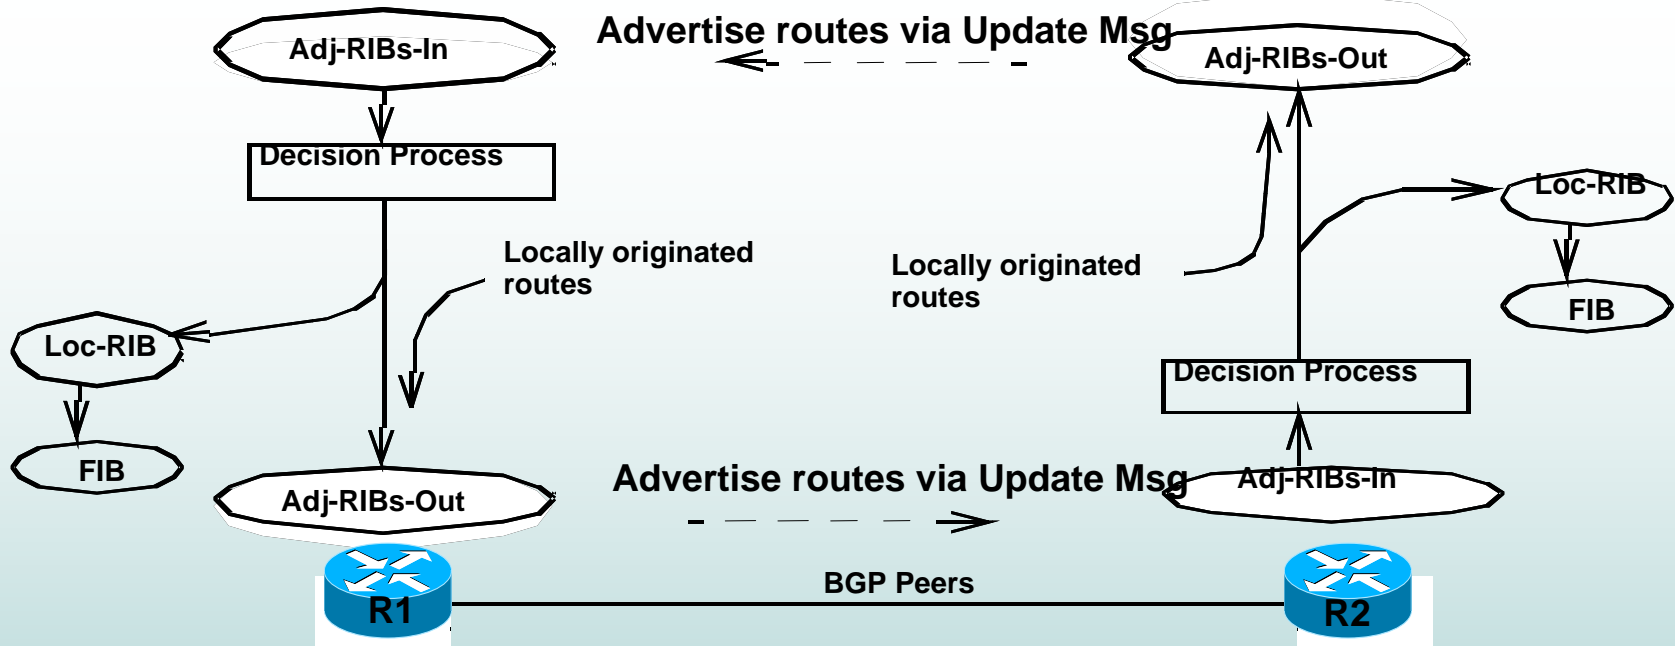 Advertise routes via Update Msg
Adj-RIBs-In
Adj-RIBs-Out
Decision Process
Loc-RIB
Locally originated
routes
Locally originated
routes
FIB
Loc-RIB
Decision Process
FIB
Advertise routes via Update Msg
Adj-RIBs-In
Adj-RIBs-Out
BGP Peers
R1
R2